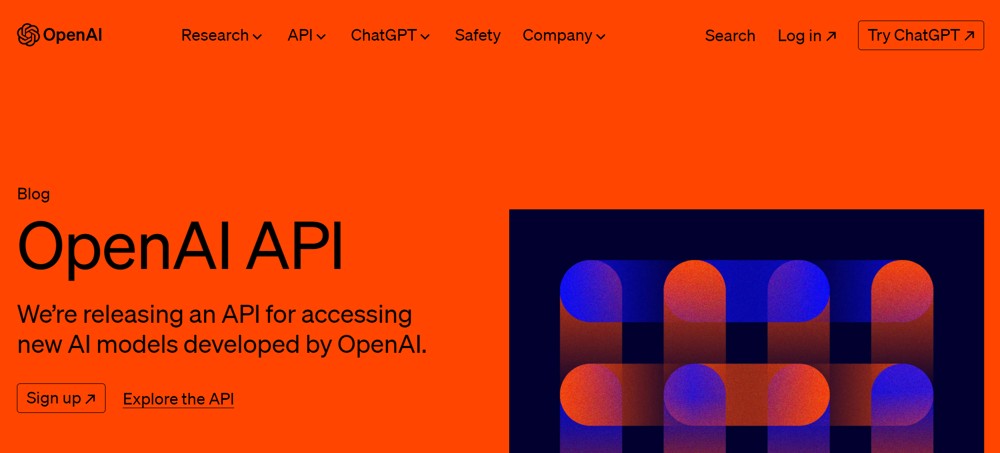 OpenAI
Research
API
ChatGPT
Safety
Company
Search
Log in
Try ChatGPT
Blog
OpenAI API
We’re releasing an API for accessing
new AI models developed by OpenAI.
Sign up
Explore the API